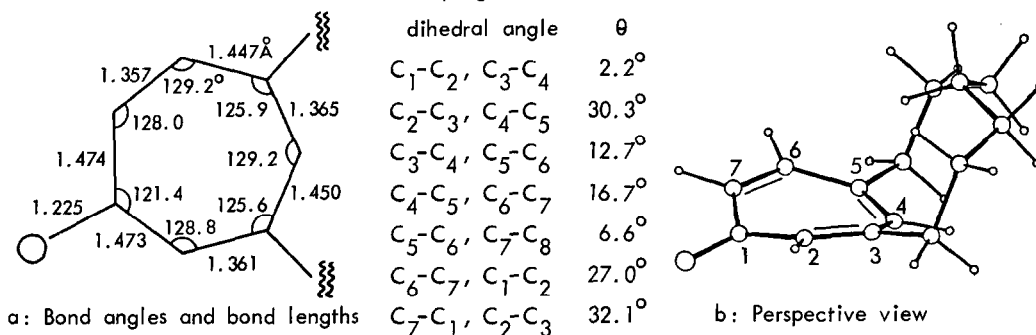 dihedral angle θ
C1-C2, C3-C4 2.2°
C2-C3, C4-C5 30.3°
C3-C4, C5-C6 12.7°
C4-C5, C6-C7 16.7°
C5-C6, C7-C8 6.6°
C6-C7, C1-C2 27.0°
C7-C1, C2-C3 32.1°
1.447Å
1.357
129.2°
125.9
1.365
128.0
1.474
129.2
121.4
1.450
1.225
125.6
128.8
1.473
1.361
a: Bond angles and bond lengths
6
7
5
4
1
2
3
b: Perspective view